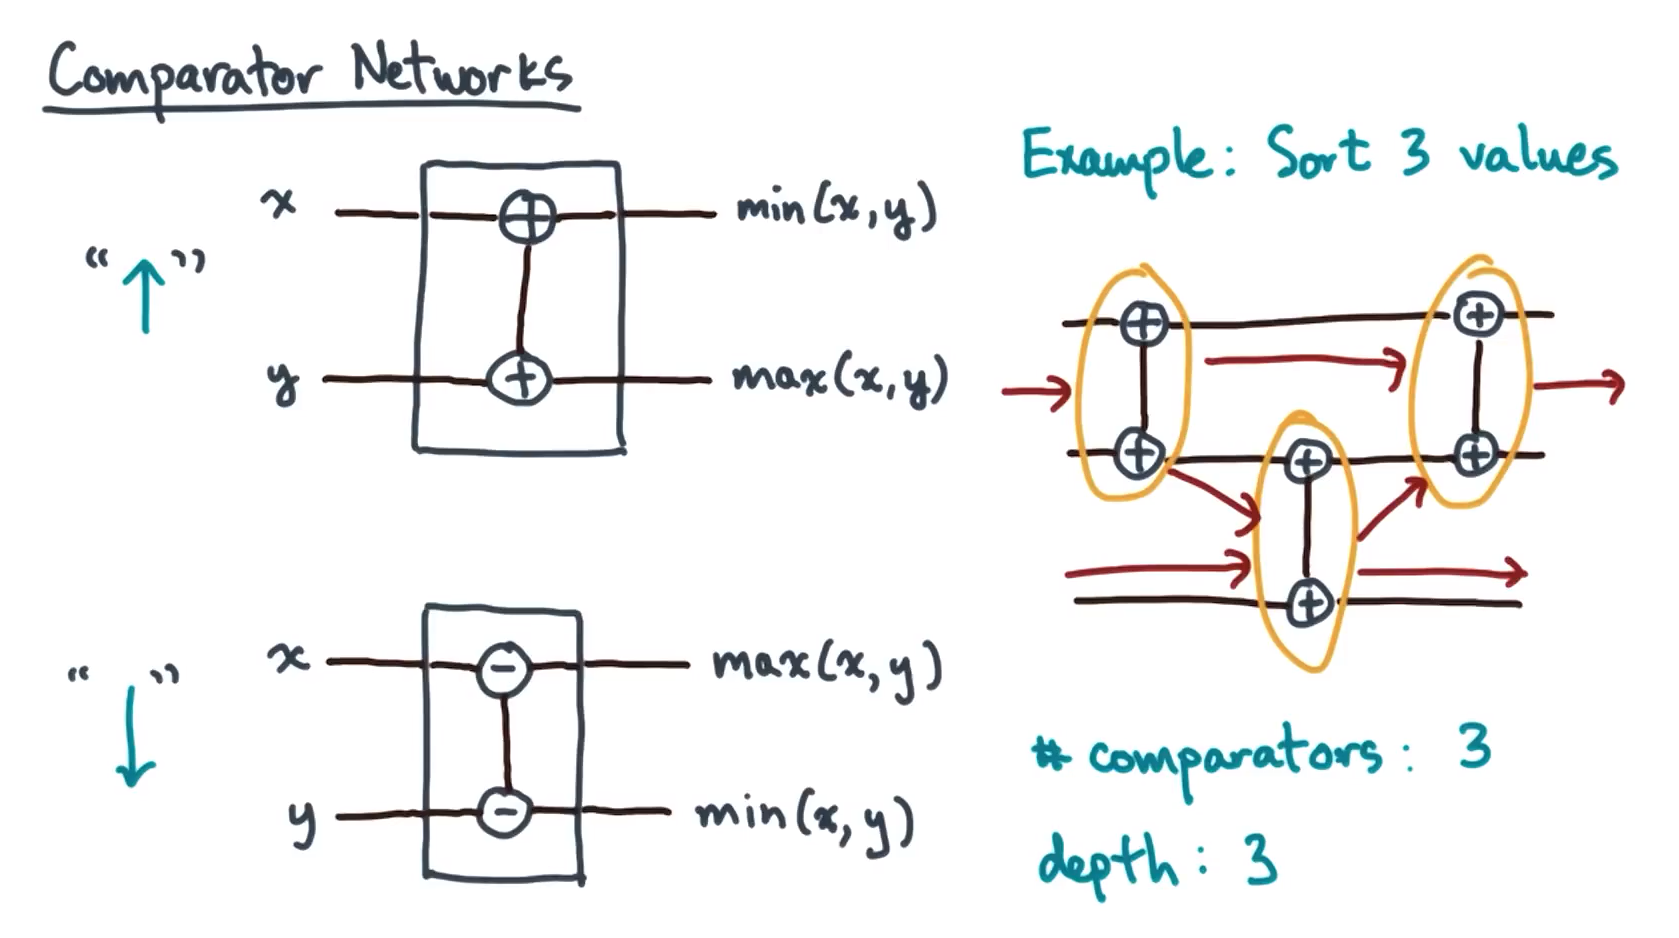 Comparator Networks
x min(x,y)
“↑”
y max(x,y)
x max(x,y)
“↓”
y min(x,y)
Example: Sort 3 values
# comparators: 3
depth: 3